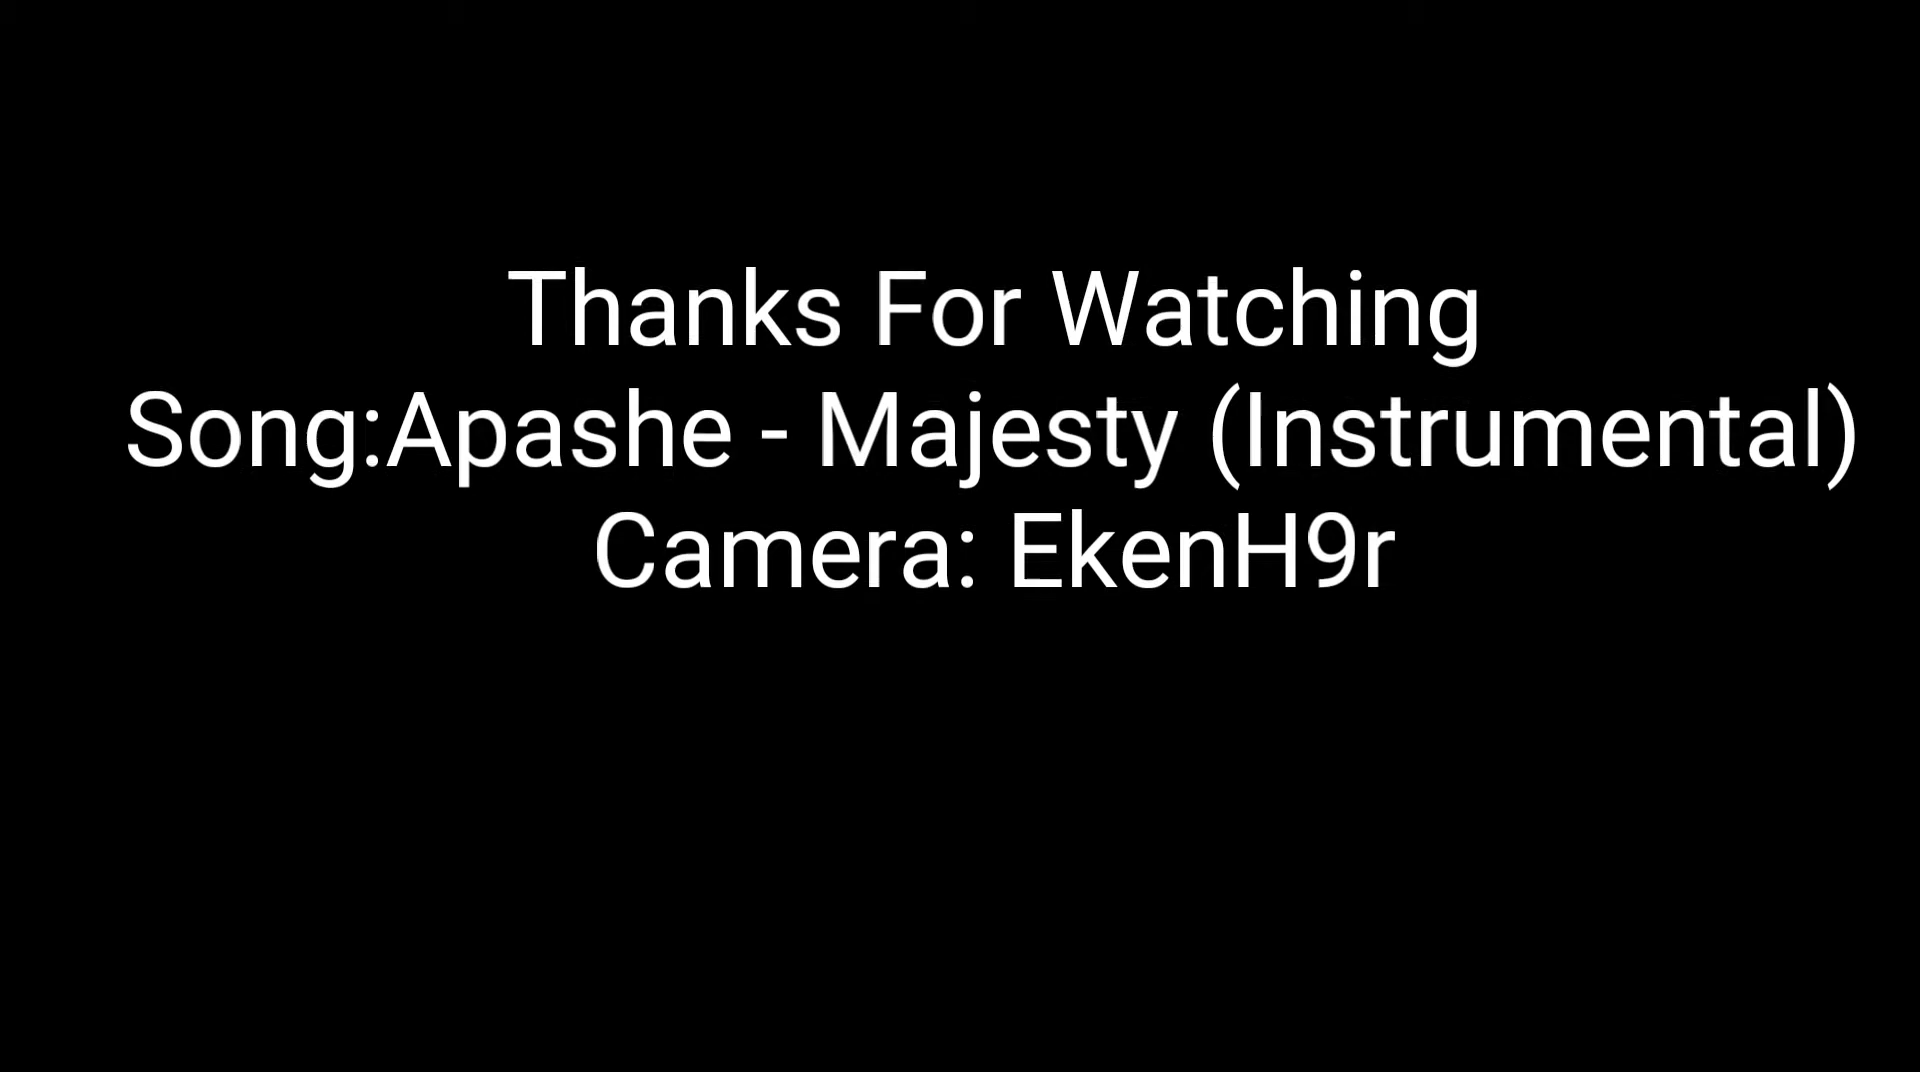 Thanks For Watching
Song:Apashe - Majesty (Instrumental)
Camera: EkenH9r